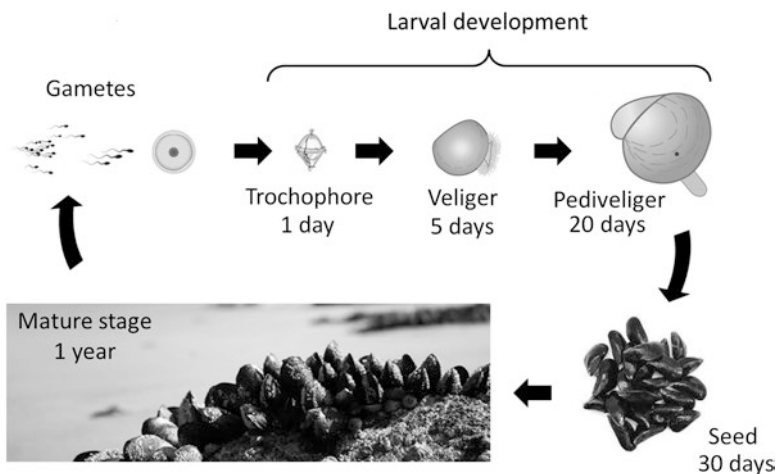 Larval development
Gametes
Trochophore
1 day
Veliger
5 days
Pediveliger
20 days
Mature stage
1 year
Seed
30 days